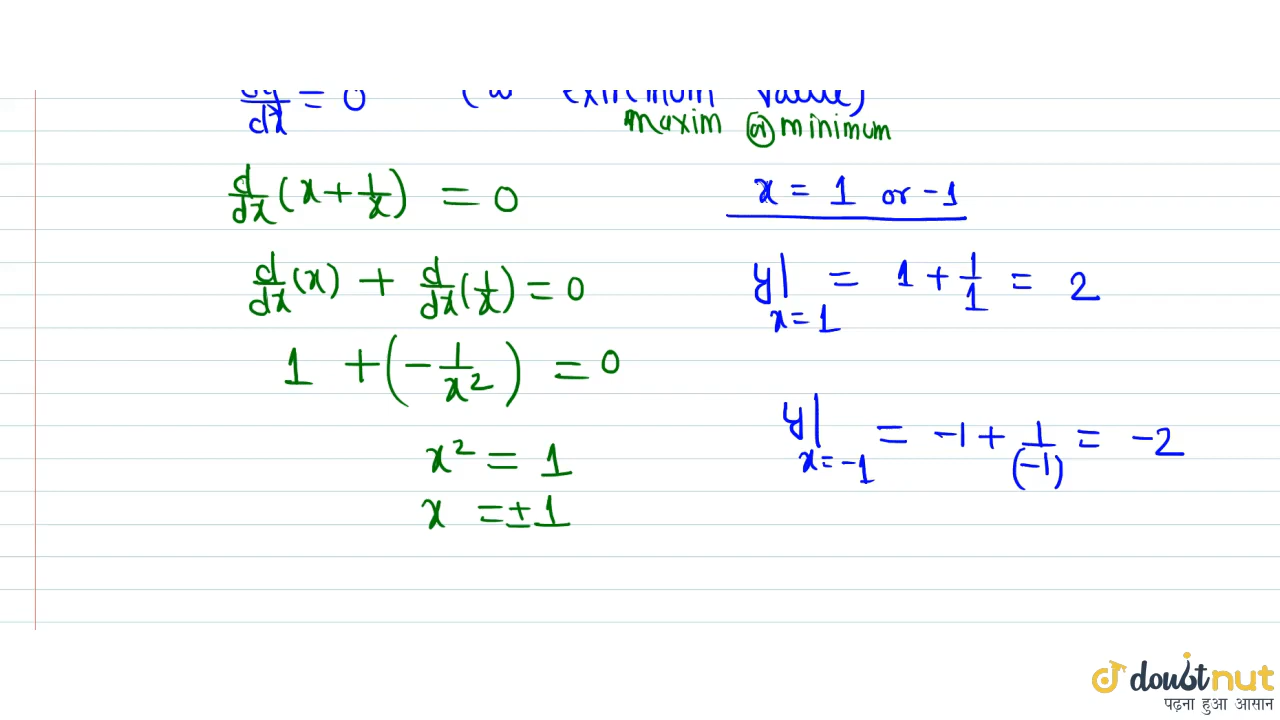 dy/dx = 0 (for extremum value)
maxim or minimum
d/dx (x + 1/x) = 0
d/dx (x) + d/dx (1/x) = 0
1 + (- 1/x²) = 0
x² = 1
x = ± 1
x = 1 or -1
y|x=1 = 1 + 1/1 = 2
y|x=-1 = -1 + 1/(-1) = -2
doubtnut
पढ़ना हुआ आसान